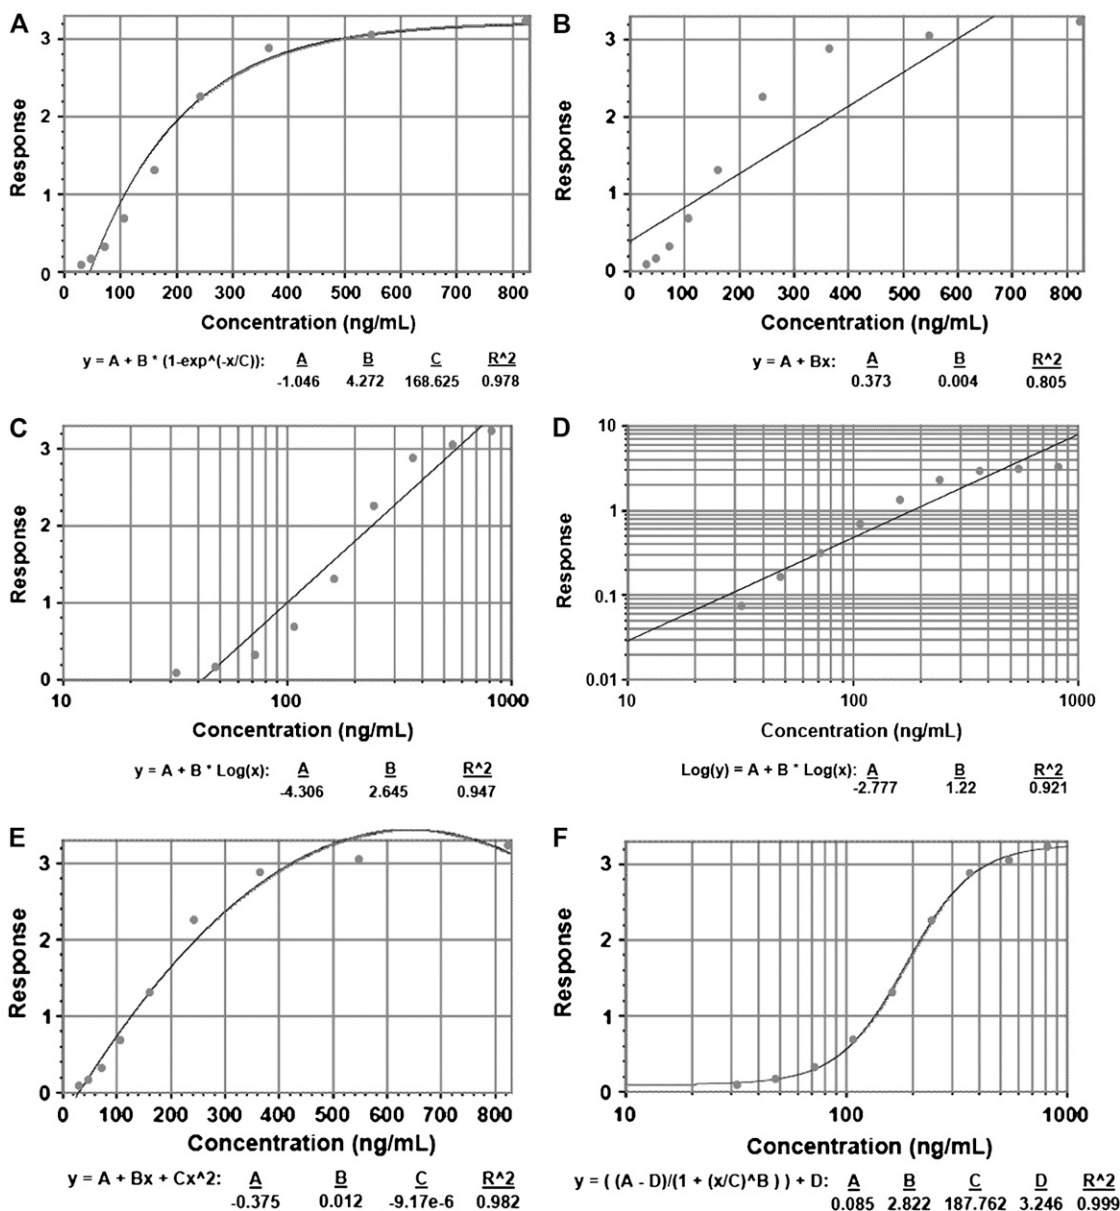 A
B
3
2
1
0
Response
0 100 200 300 400 500 600 700 800
Concentration (ng/mL)
y = A + B * (1-exp^(-x/C)): A B C R^2
-1.046 4.272 168.625 0.978
3
2
1
0
Response
0 100 200 300 400 500 600 700 800
Concentration (ng/mL)
y = A + Bx: A B R^2
0.373 0.004 0.805
C
D
3
2
1
0
Response
10 100 1000
Concentration (ng/mL)
y = A + B * Log(x): A B R^2
-4.306 2.645 0.947
10
1
0.1
0.01
Response
10 100 1000
Concentration (ng/mL)
Log(y) = A + B * Log(x): A B R^2
-2.777 1.22 0.921
E
F
3
2
1
0
Response
0 100 200 300 400 500 600 700 800
Concentration (ng/mL)
y = A + Bx + Cx^2: A B C R^2
-0.375 0.012 -9.17e-6 0.982
3
2
1
0
Response
10 100 1000
Concentration (ng/mL)
y = ( (A - D)/(1 + (x/C)^B ) ) + D: A B C D R^2
0.085 2.822 187.762 3.246 0.999